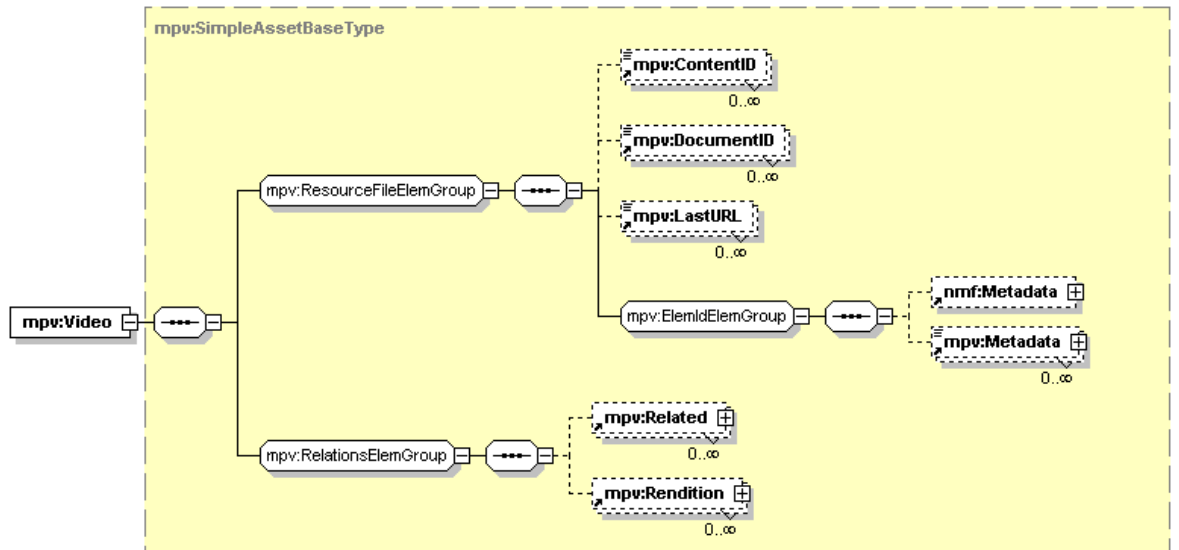 mpv:SimpleAssetBaseType
mpv:ContentID
0..∞
mpv:DocumentID
0..∞
mpv:ResourceFileElemGroup
mpv:LastURL
0..∞
nmf:Metadata
mpv:Video
mpv:ElemIdElemGroup
mpv:Metadata
0..∞
mpv:Related
0..∞
mpv:RelationsElemGroup
mpv:Rendition
0..∞